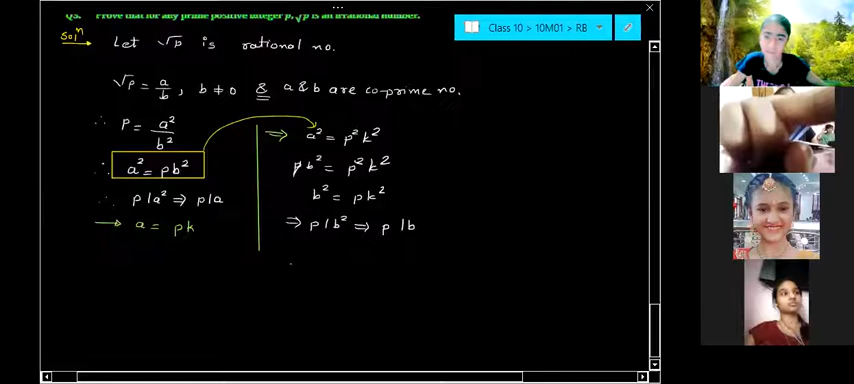 Q3. Prove that for any prime positive integer p, √p is an irrational number.
Class 10 > 10M01 > RB
Solⁿ → Let √p is rational no.
√p = a/b, b ≠ 0 & a & b are co-prime no.
∴ P = a²/b²
∴ a² = pb²
∴ p|a² ⇒ p|a
→ a = pk
⇒ a² = p²k²
pb² = p²k²
b² = pk²
⇒ p|b² ⇒ p|b